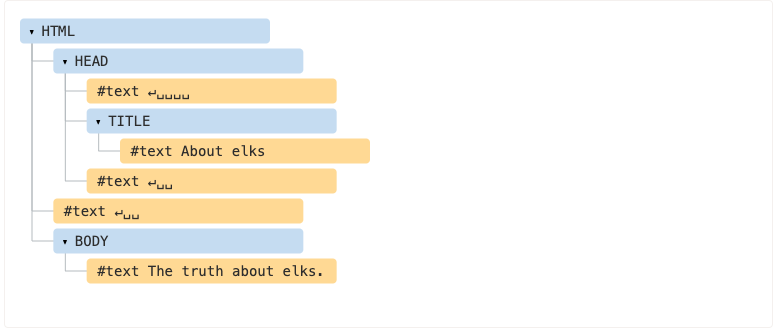 ▾ HTML
▾ HEAD
#text ↵␣␣␣␣
▾ TITLE
#text About elks
#text ↵␣␣
#text ↵␣␣
▾ BODY
#text The truth about elks.